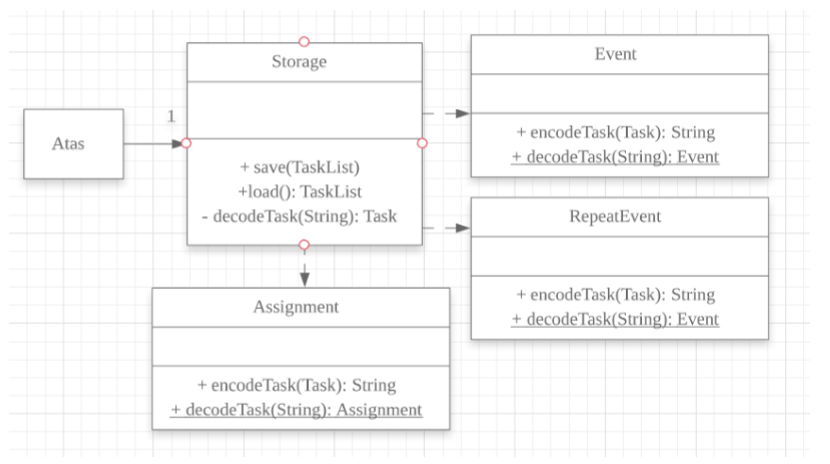 Atas
1
Storage
+ save(TaskList)
+load(): TaskList
- decodeTask(String): Task
Event
+ encodeTask(Task): String
+ decodeTask(String): Event
RepeatEvent
+ encodeTask(Task): String
+ decodeTask(String): Event
Assignment
+ encodeTask(Task): String
+ decodeTask(String): Assignment